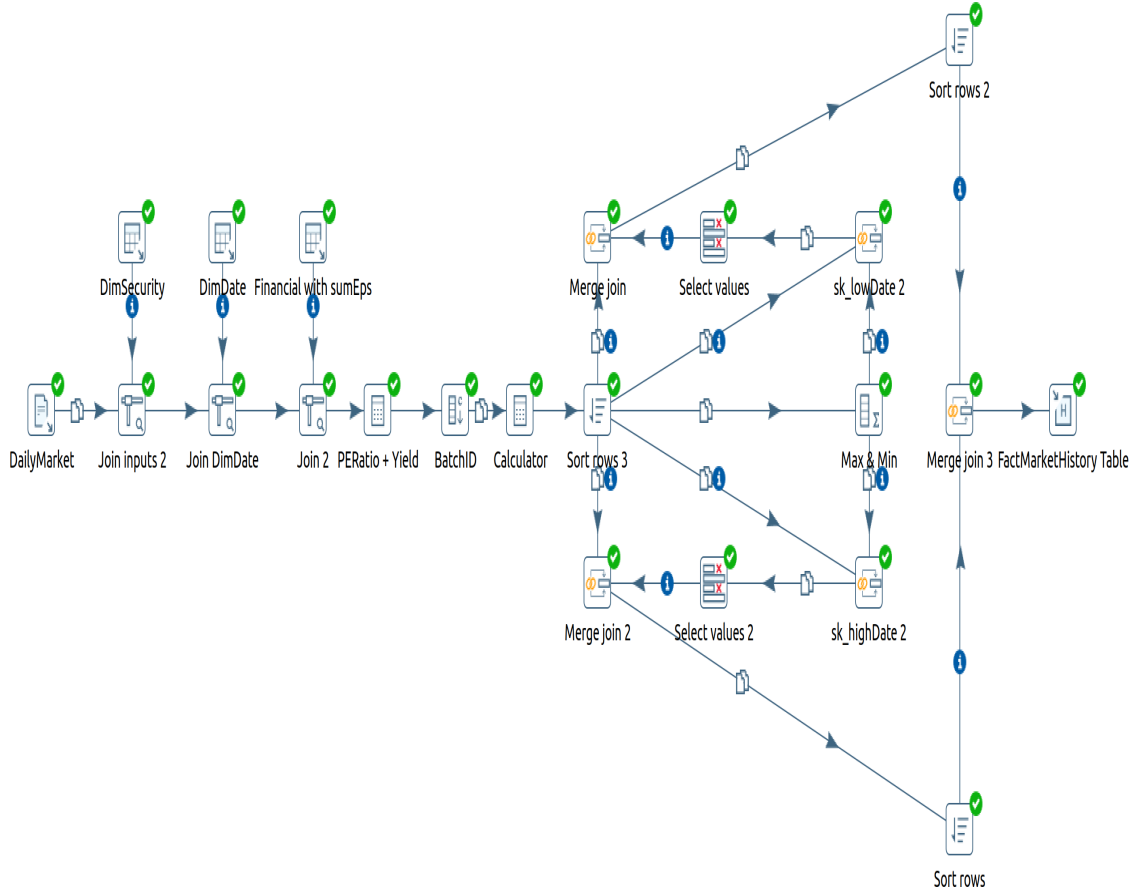 Sort rows 2
DimSecurity
DimDate
Financial with sumEps
Merge join
Select values
sk_lowDate 2
DailyMarket
Join inputs 2
Join DimDate
Join 2
PERatio + Yield
BatchID
Calculator
Sort rows 3
Max & Min
Merge join 3
FactMarketHistory Table
Merge join 2
Select values 2
sk_highDate 2
Sort rows